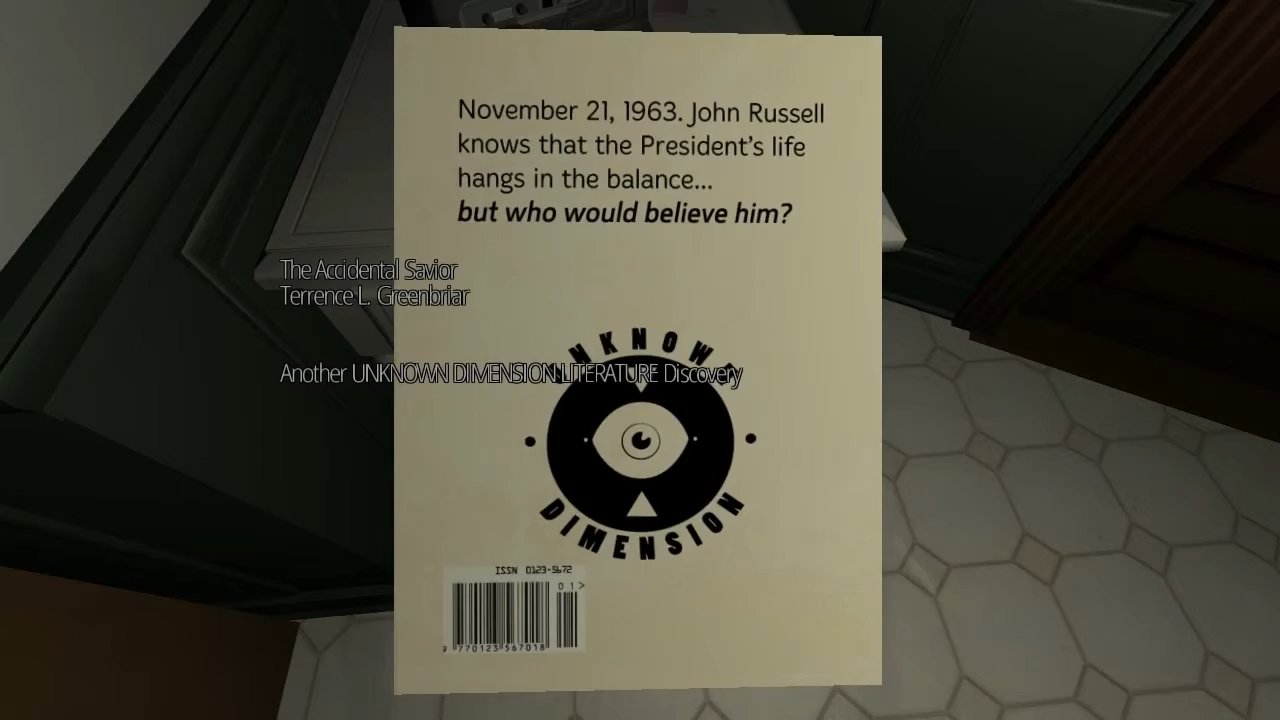 November 21, 1963. John Russell
knows that the President's life
hangs in the balance...
but who would believe him?
The Accidental Savior
Terrence L. Greenbriar
UNKNOWN
Another UNKNOWN DIMENSION LITERATURE Discovery
DIMENSION
ISSN 0123-5672
01>
9 770123 567018